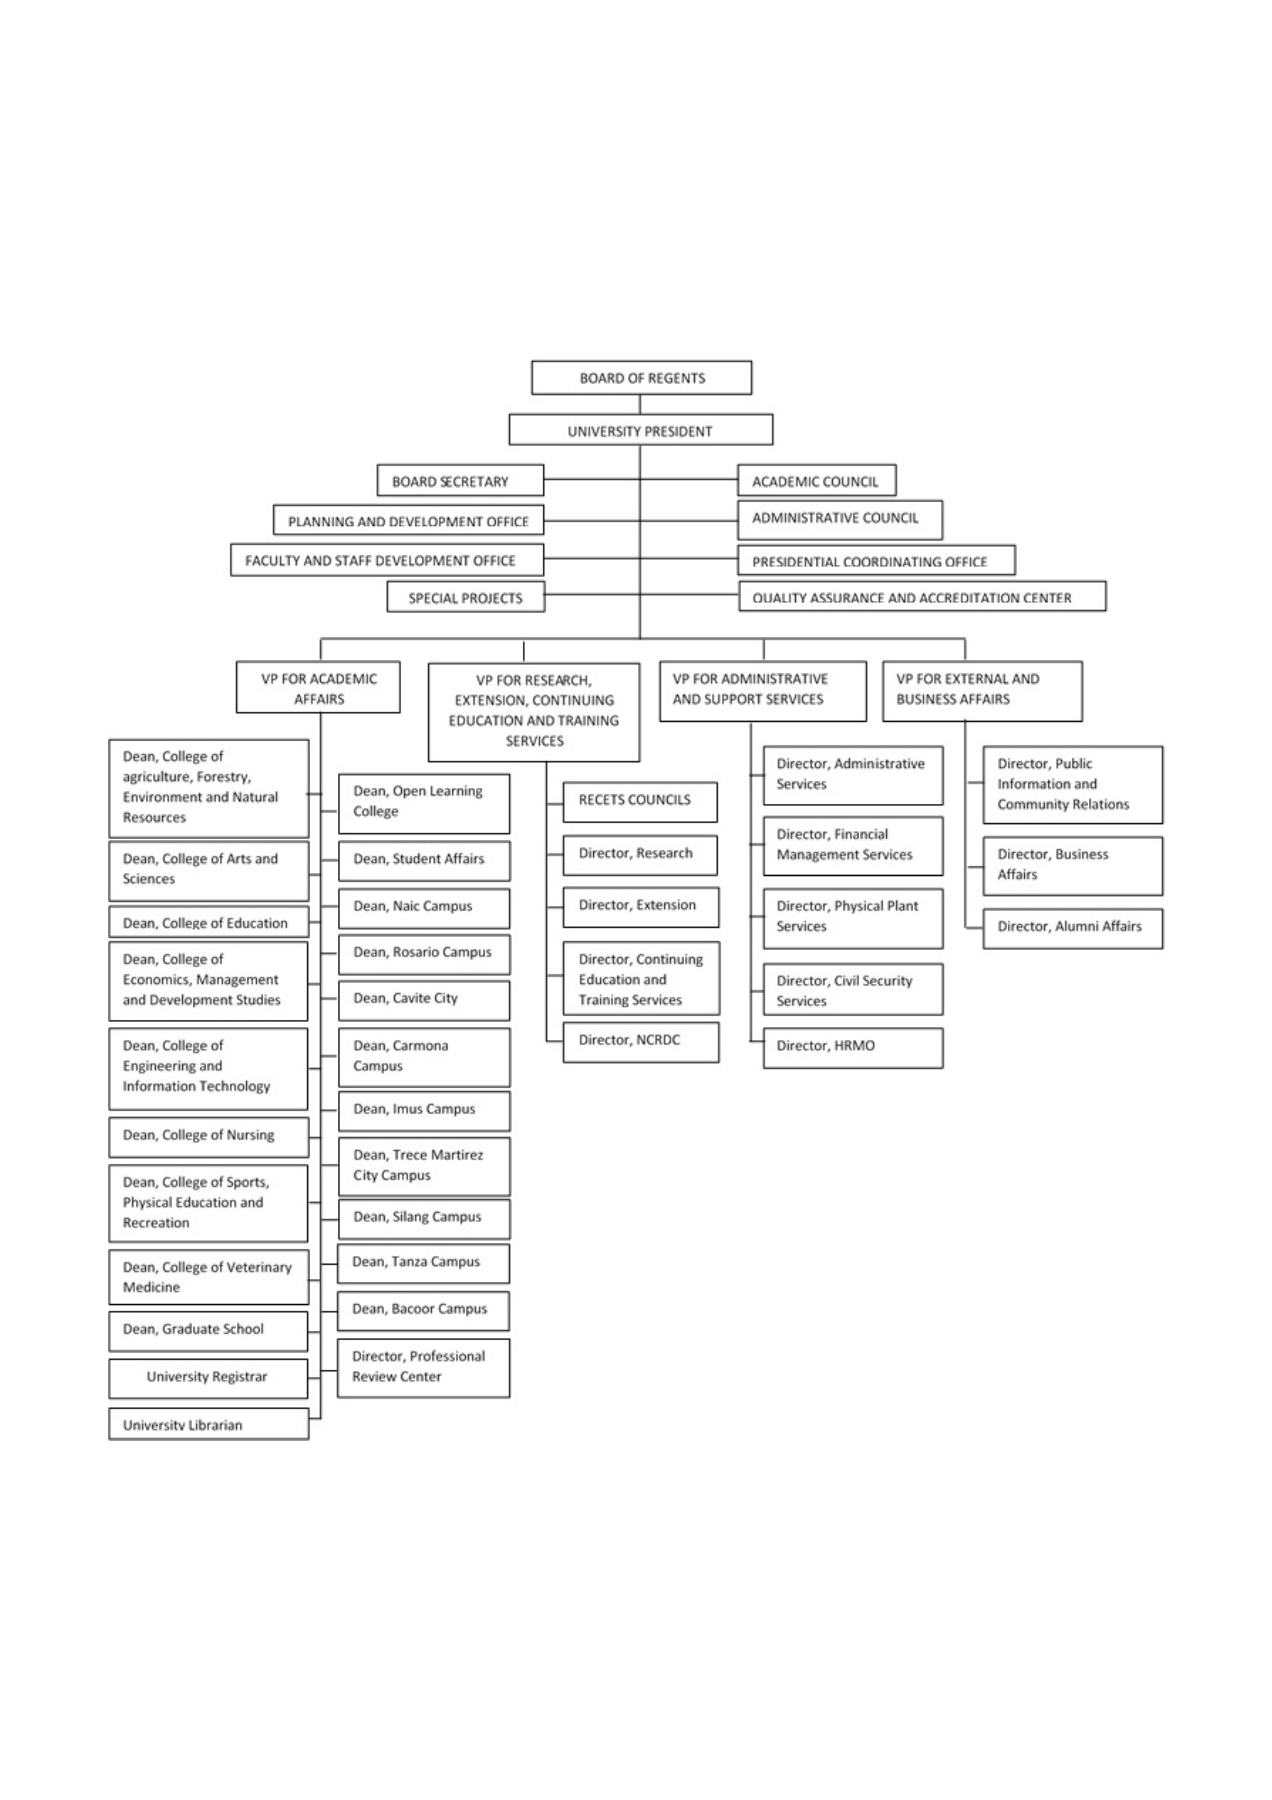 BOARD OF REGENTS
UNIVERSITY PRESIDENT
BOARD SECRETARY
ACADEMIC COUNCIL
PLANNING AND DEVELOPMENT OFFICE
ADMINISTRATIVE COUNCIL
FACULTY AND STAFF DEVELOPMENT OFFICE
PRESIDENTIAL COORDINATING OFFICE
SPECIAL PROJECTS
QUALITY ASSURANCE AND ACCREDITATION CENTER
VP FOR ACADEMIC
AFFAIRS
VP FOR RESEARCH,
EXTENSION, CONTINUING
EDUCATION AND TRAINING
SERVICES
VP FOR ADMINISTRATIVE
AND SUPPORT SERVICES
VP FOR EXTERNAL AND
BUSINESS AFFAIRS
Dean, College of
agriculture, Forestry,
Environment and Natural
Resources
Dean, College of Arts and
Sciences
Dean, College of Education
Dean, College of
Economics, Management
and Development Studies
Dean, College of
Engineering and
Information Technology
Dean, College of Nursing
Dean, College of Sports,
Physical Education and
Recreation
Dean, College of Veterinary
Medicine
Dean, Graduate School
University Registrar
University Librarian
Dean, Open Learning
College
Dean, Student Affairs
Dean, Naic Campus
Dean, Rosario Campus
Dean, Cavite City
Dean, Carmona
Campus
Dean, Imus Campus
Dean, Trece Martirez
City Campus
Dean, Silang Campus
Dean, Tanza Campus
Dean, Bacoor Campus
Director, Professional
Review Center
RECETS COUNCILS
Director, Research
Director, Extension
Director, Continuing
Education and
Training Services
Director, NCRDC
Director, Administrative
Services
Director, Financial
Management Services
Director, Physical Plant
Services
Director, Civil Security
Services
Director, HRMO
Director, Public
Information and
Community Relations
Director, Business
Affairs
Director, Alumni Affairs